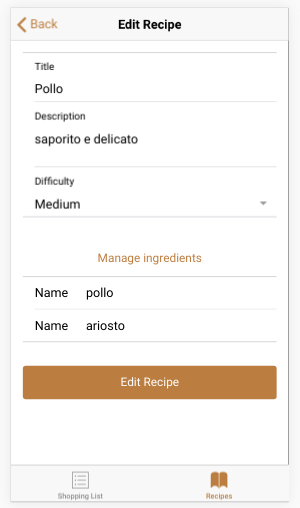 Back Edit Recipe
Title
Pollo
Description
saporito e delicato
Difficulty
Medium
Manage ingredients
Name pollo
Name ariosto
Edit Recipe
Shopping List Recipes